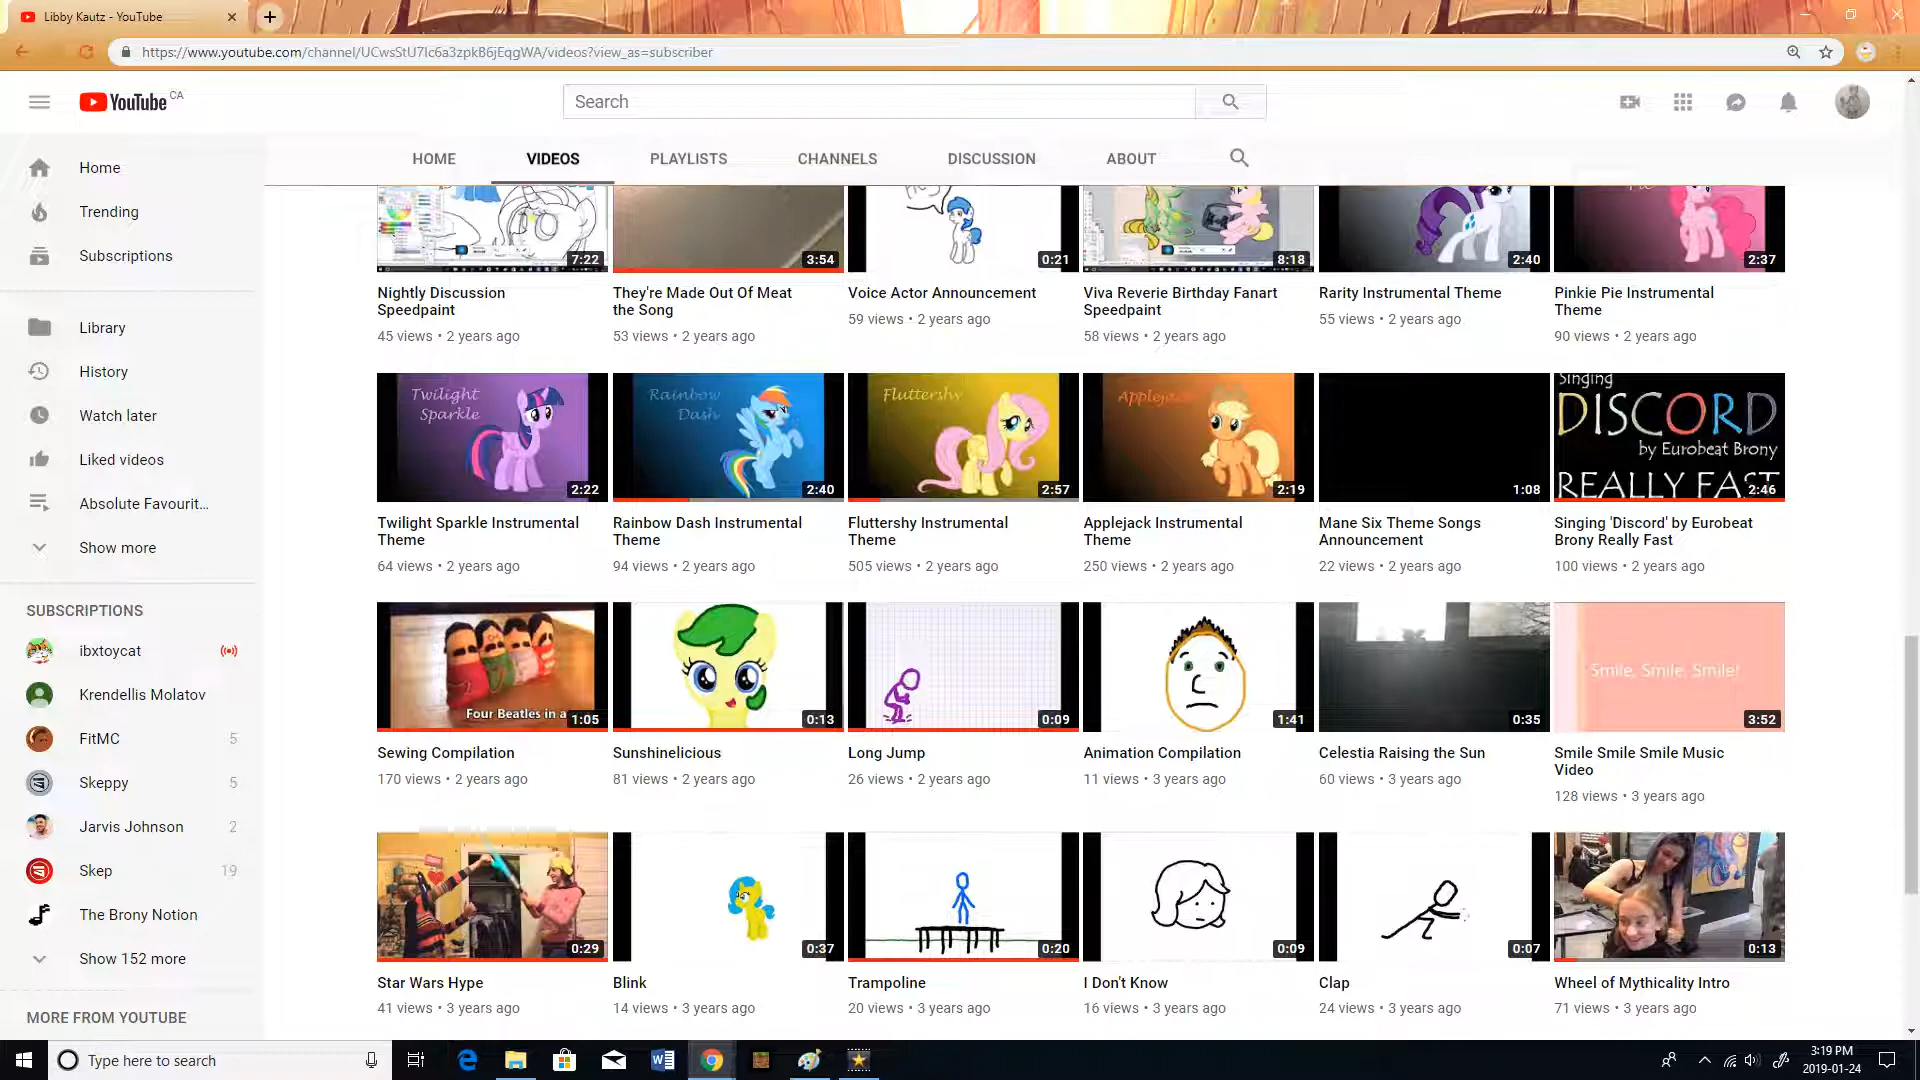 Libby Kautz - YouTube
https://www.youtube.com/channel/UCwsStU7lc6a3zpkB6jEqgWA/videos?view_as=subscriber
YouTube CA
Search
HOME VIDEOS PLAYLISTS CHANNELS DISCUSSION ABOUT
Home
Trending
Subscriptions
Library
History
Watch later
Liked videos
Absolute Favourit...
Show more
SUBSCRIPTIONS
ibxtoycat
Krendellis Molatov
FitMC 5
Skeppy 5
Jarvis Johnson 2
Skep 19
The Brony Notion
Show 152 more
MORE FROM YOUTUBE
7:22
Nightly Discussion
Speedpaint
45 views • 2 years ago
3:54
They're Made Out Of Meat
the Song
53 views • 2 years ago
0:21
Voice Actor Announcement
59 views • 2 years ago
8:18
Viva Reverie Birthday Fanart
Speedpaint
58 views • 2 years ago
2:40
Rarity Instrumental Theme
55 views • 2 years ago
2:37
Pinkie Pie Instrumental
Theme
90 views • 2 years ago
Twilight
Sparkle
2:22
Twilight Sparkle Instrumental
Theme
64 views • 2 years ago
Rainbow
Dash
2:40
Rainbow Dash Instrumental
Theme
94 views • 2 years ago
Fluttershy
2:57
Fluttershy Instrumental
Theme
505 views • 2 years ago
Applejack
2:19
Applejack Instrumental
Theme
250 views • 2 years ago
1:08
Mane Six Theme Songs
Announcement
22 views • 2 years ago
Singing
DISCORD
by Eurobeat Brony
REALLY FAST
2:46
Singing 'Discord' by Eurobeat
Brony Really Fast
100 views • 2 years ago
Four Beatles in a
1:05
Sewing Compilation
170 views • 2 years ago
0:13
Sunshinelicious
81 views • 2 years ago
0:09
Long Jump
26 views • 2 years ago
1:41
Animation Compilation
11 views • 3 years ago
0:35
Celestia Raising the Sun
60 views • 3 years ago
Smile, Smile, Smile!
3:52
Smile Smile Smile Music
Video
128 views • 3 years ago
0:29
Star Wars Hype
41 views • 3 years ago
0:37
Blink
14 views • 3 years ago
0:20
Trampoline
20 views • 3 years ago
0:09
I Don't Know
16 views • 3 years ago
0:07
Clap
24 views • 3 years ago
0:13
Wheel of Mythicality Intro
71 views • 3 years ago
Type here to search
3:19 PM
2019-01-24